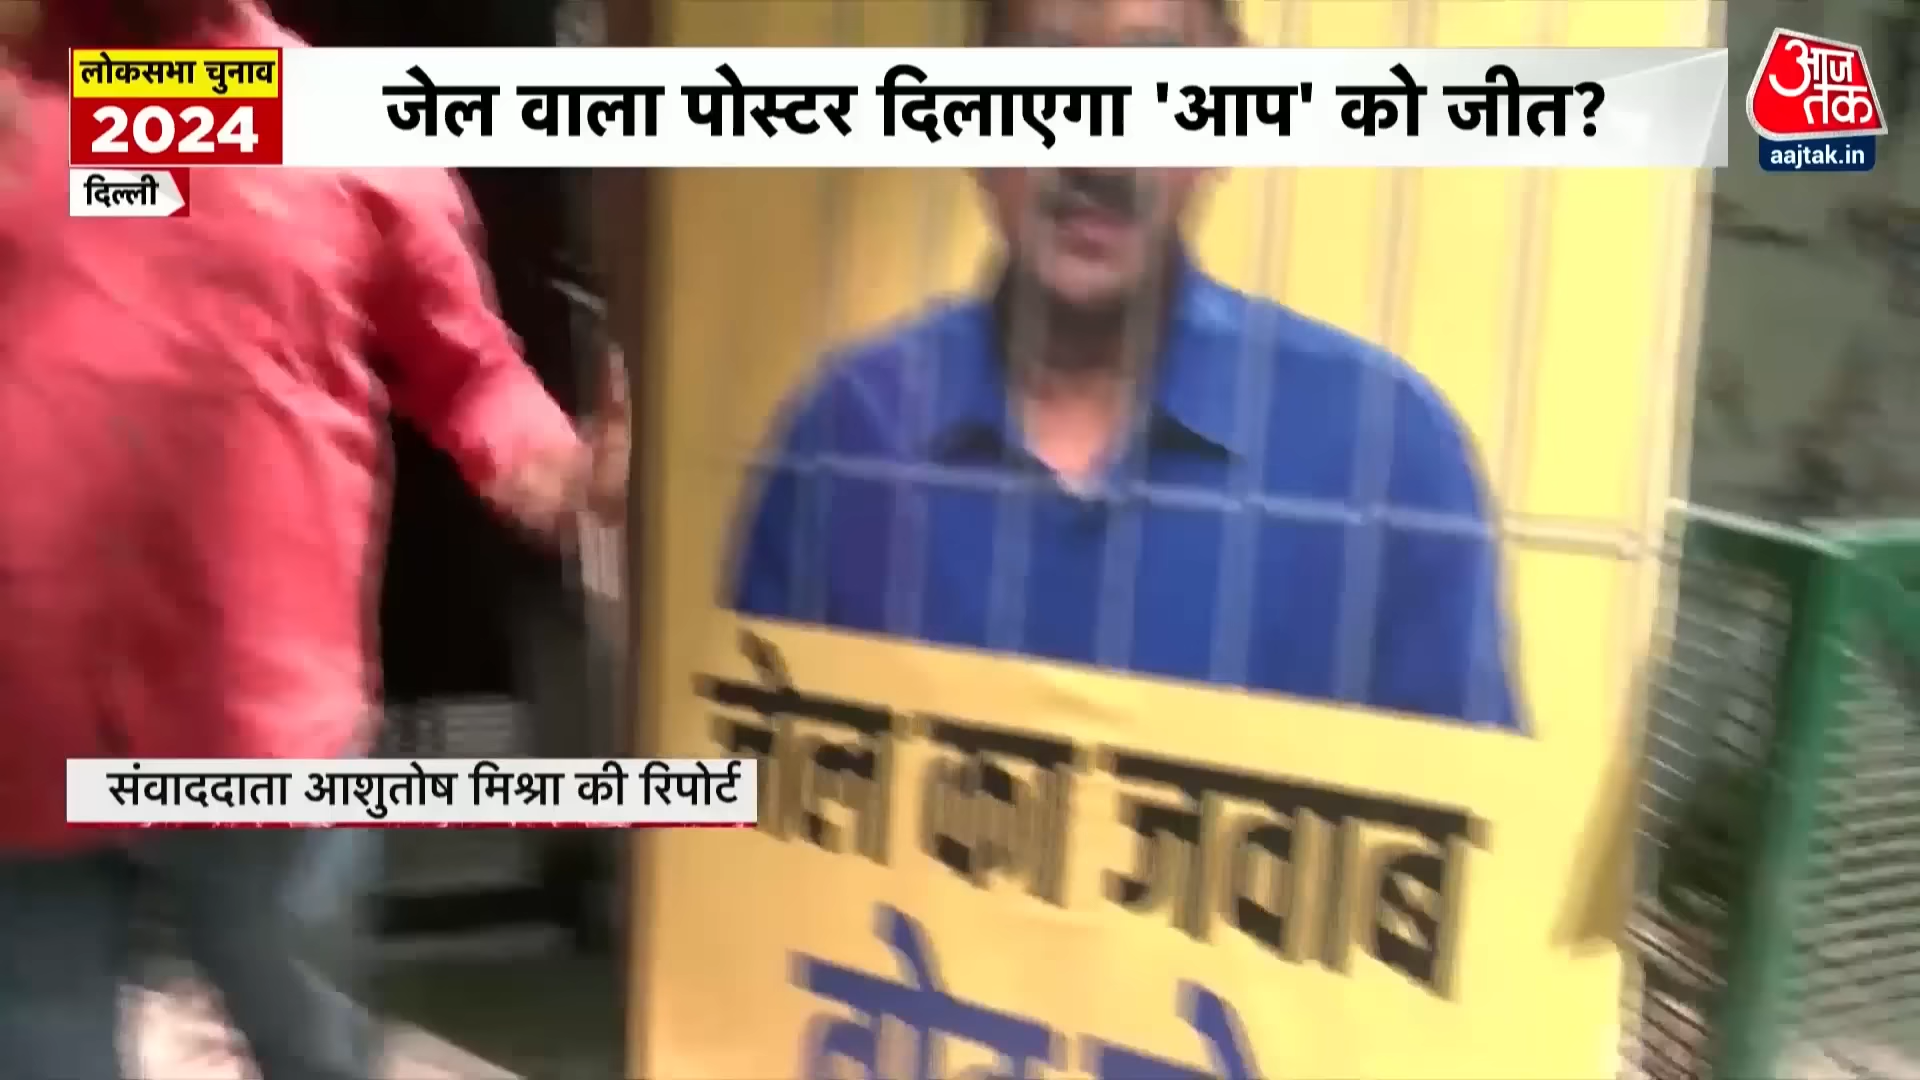 लोकसभा चुनाव
2024
जेल वाला पोस्टर दिलाएगा 'आप' को जीत?
आज
तक
aajtak.in
दिल्ली
संवाददाता आशुतोष मिश्रा की रिपोर्ट
जेल का जवाब